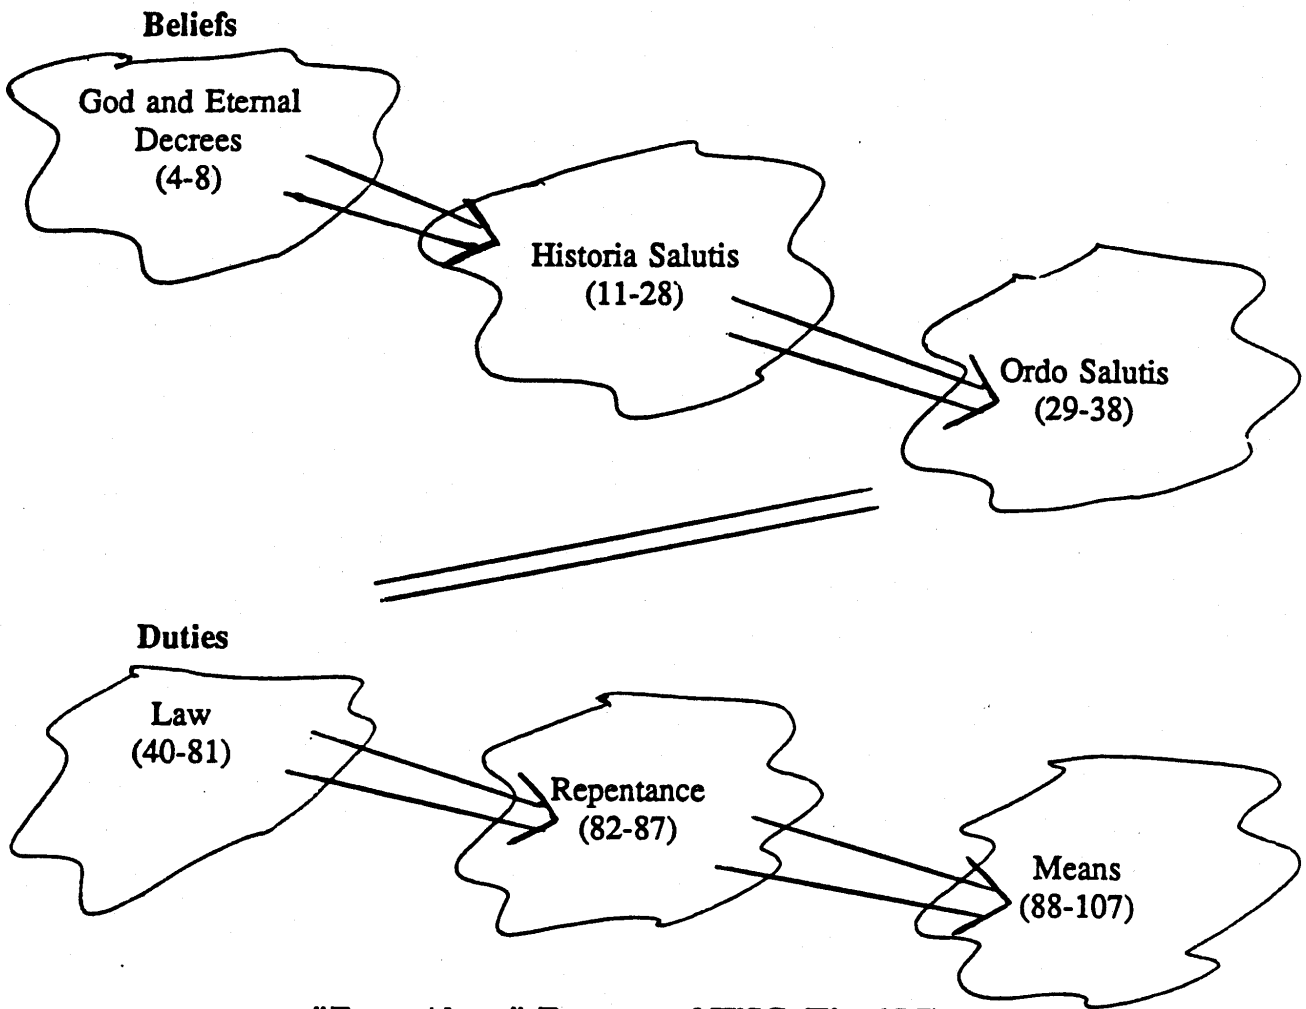 Beliefs
God and Eternal
Decrees
(4-8)
Historia Salutis
(11-28)
Ordo Salutis
(29-38)
Duties
Law
(40-81)
Repentance
(82-87)
Means
(88-107)